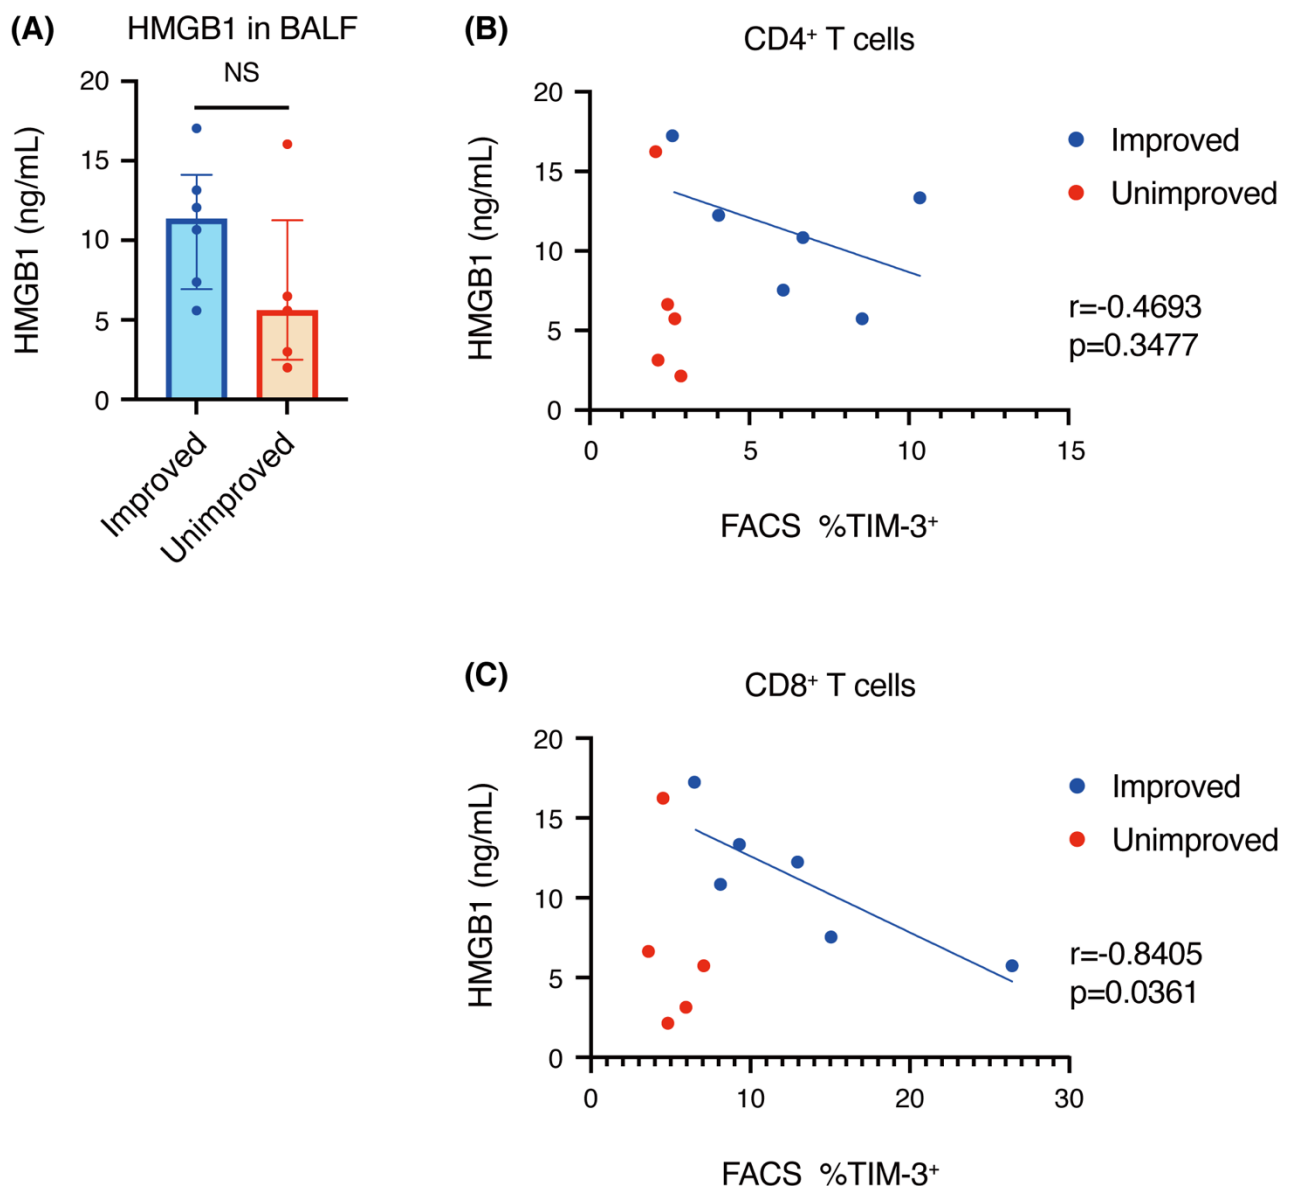 (A) HMGB1 in BALF
NS
HMGB1 (ng/mL)
20
15
10
5
0
Improved
Unimproved
(B) CD4⁺ T cells
HMGB1 (ng/mL)
20
15
10
5
0
0 5 10 15
FACS %TIM-3⁺
Improved
Unimproved
r=-0.4693
p=0.3477
(C) CD8⁺ T cells
HMGB1 (ng/mL)
20
15
10
5
0
0 10 20 30
FACS %TIM-3⁺
Improved
Unimproved
r=-0.8405
p=0.0361